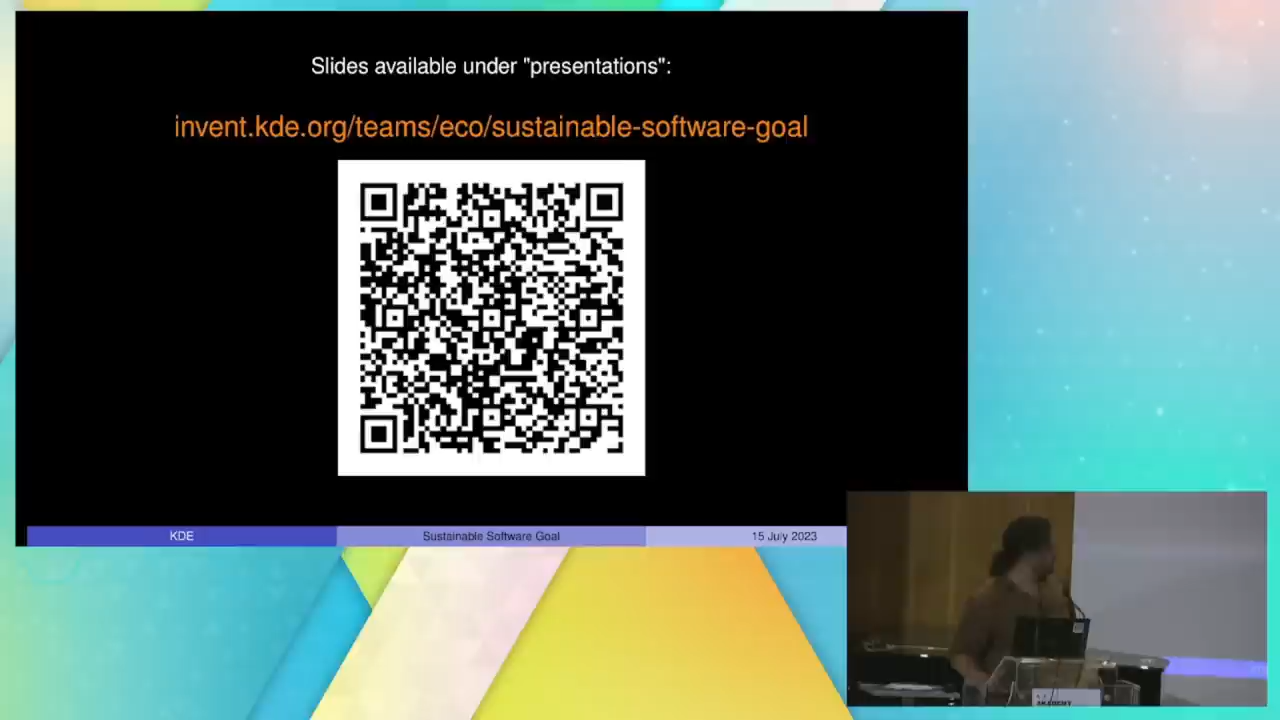 Slides available under "presentations":
invent.kde.org/teams/eco/sustainable-software-goal
KDE
Sustainable Software Goal
15 July 2023
AKADEMY